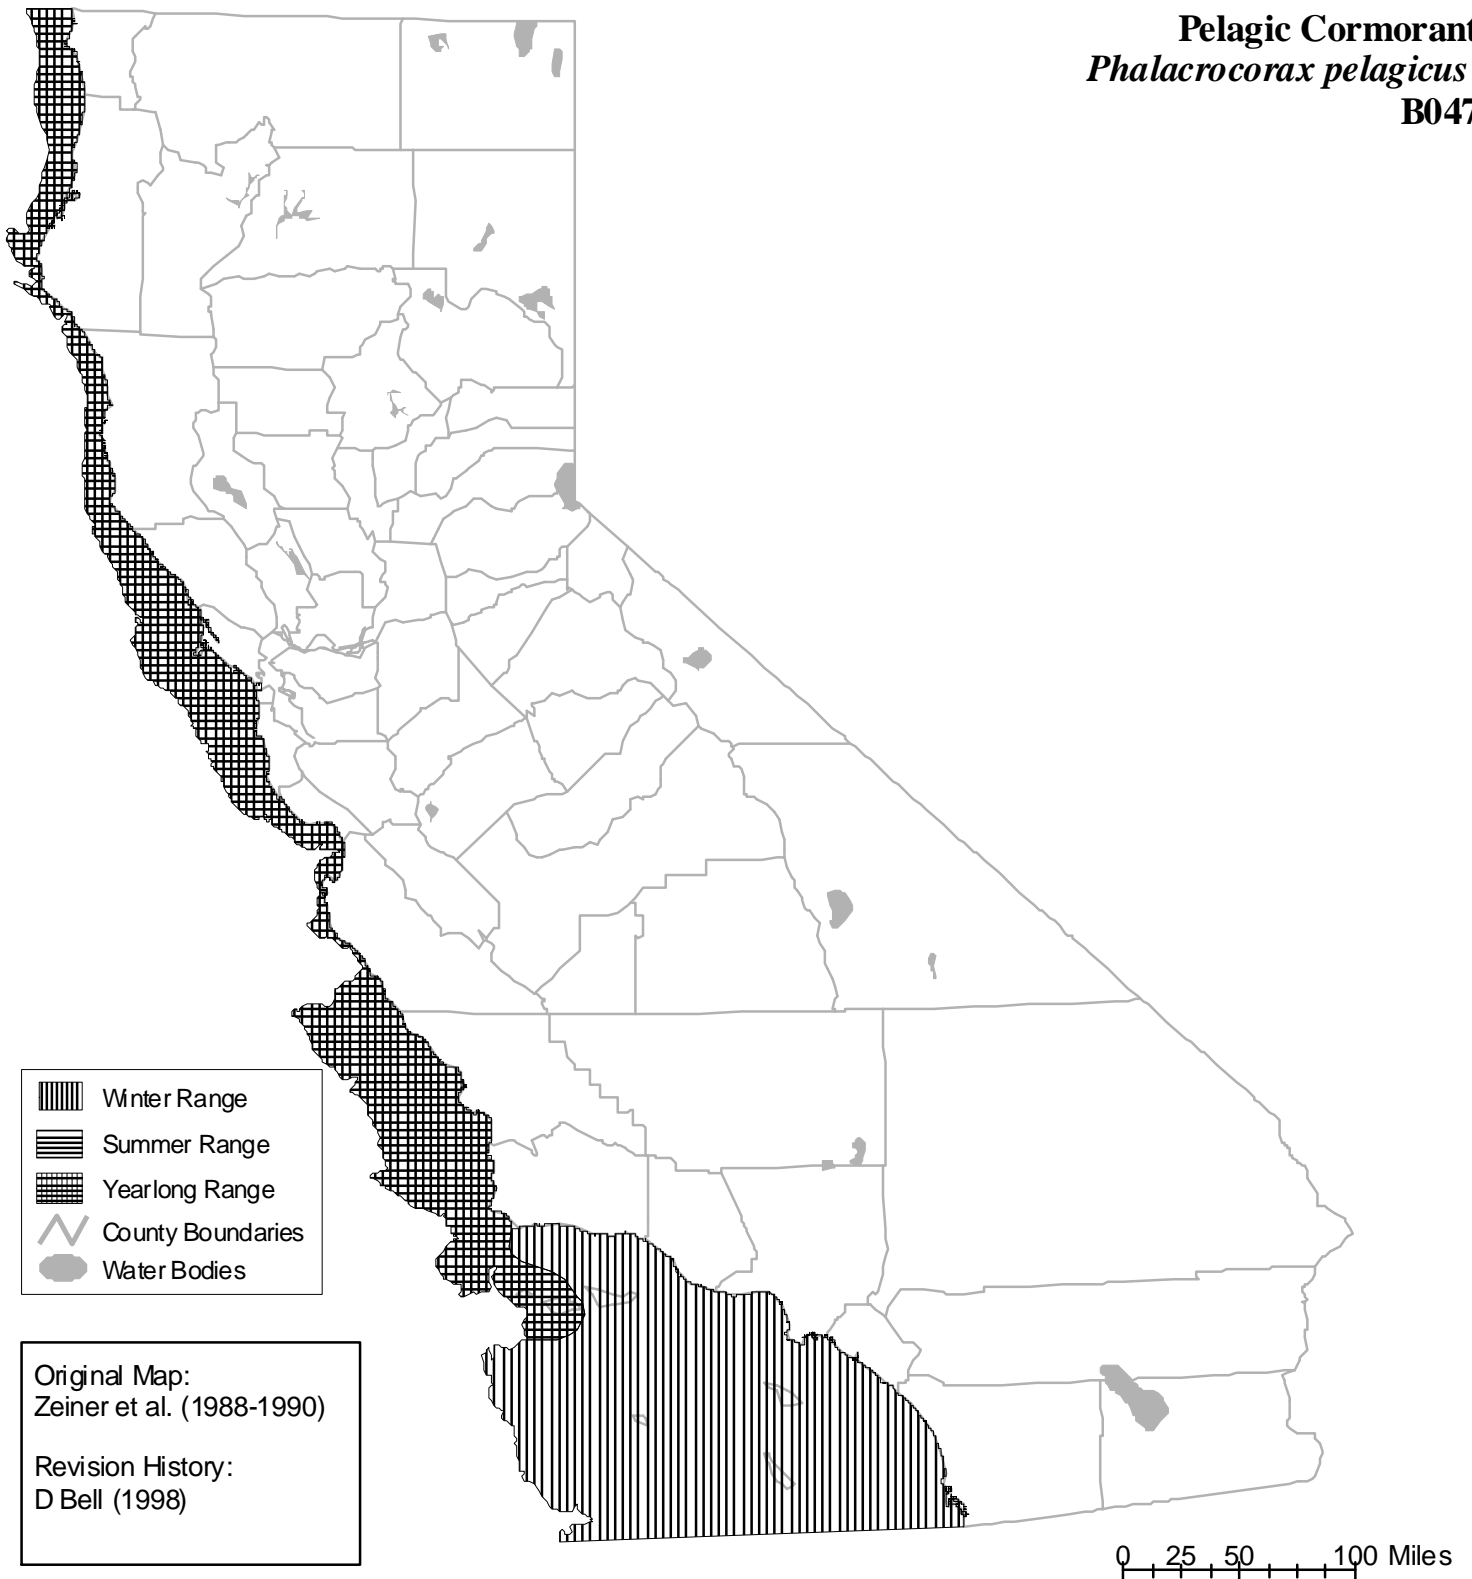 Pelagic Cormorant
Phalacrocorax pelagicus
B047
Winter Range
Summer Range
Yearlong Range
County Boundaries
Water Bodies
Original Map:
Zeiner et al. (1988-1990)
Revision History:
D Bell (1998)
0 25 50 100 Miles